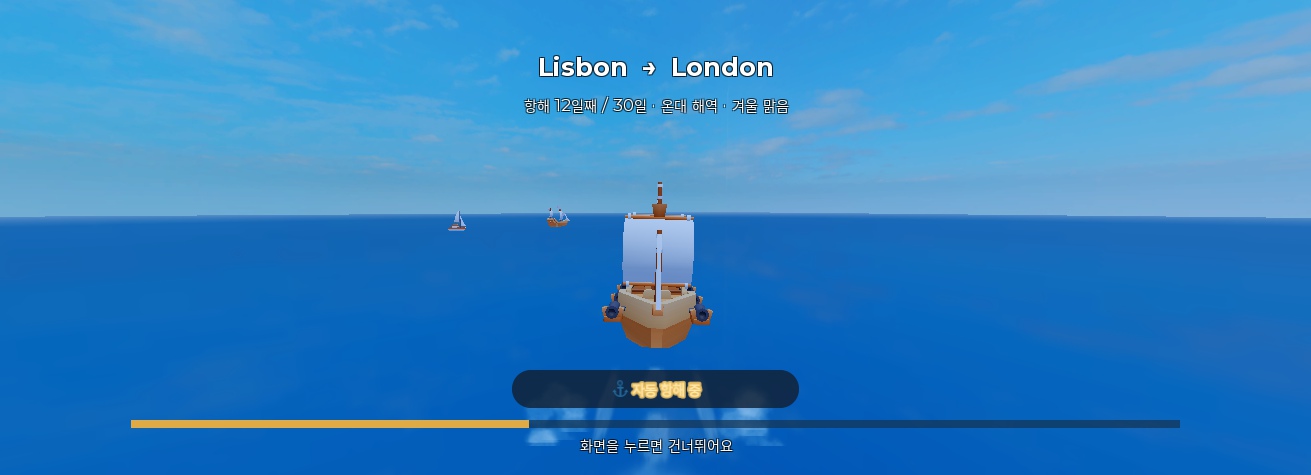 Lisbon → London
항해 12일째 / 30일 · 온대 해역 · 겨울 맑음
자동 항해 중
화면을 누르면 건너뛰어요